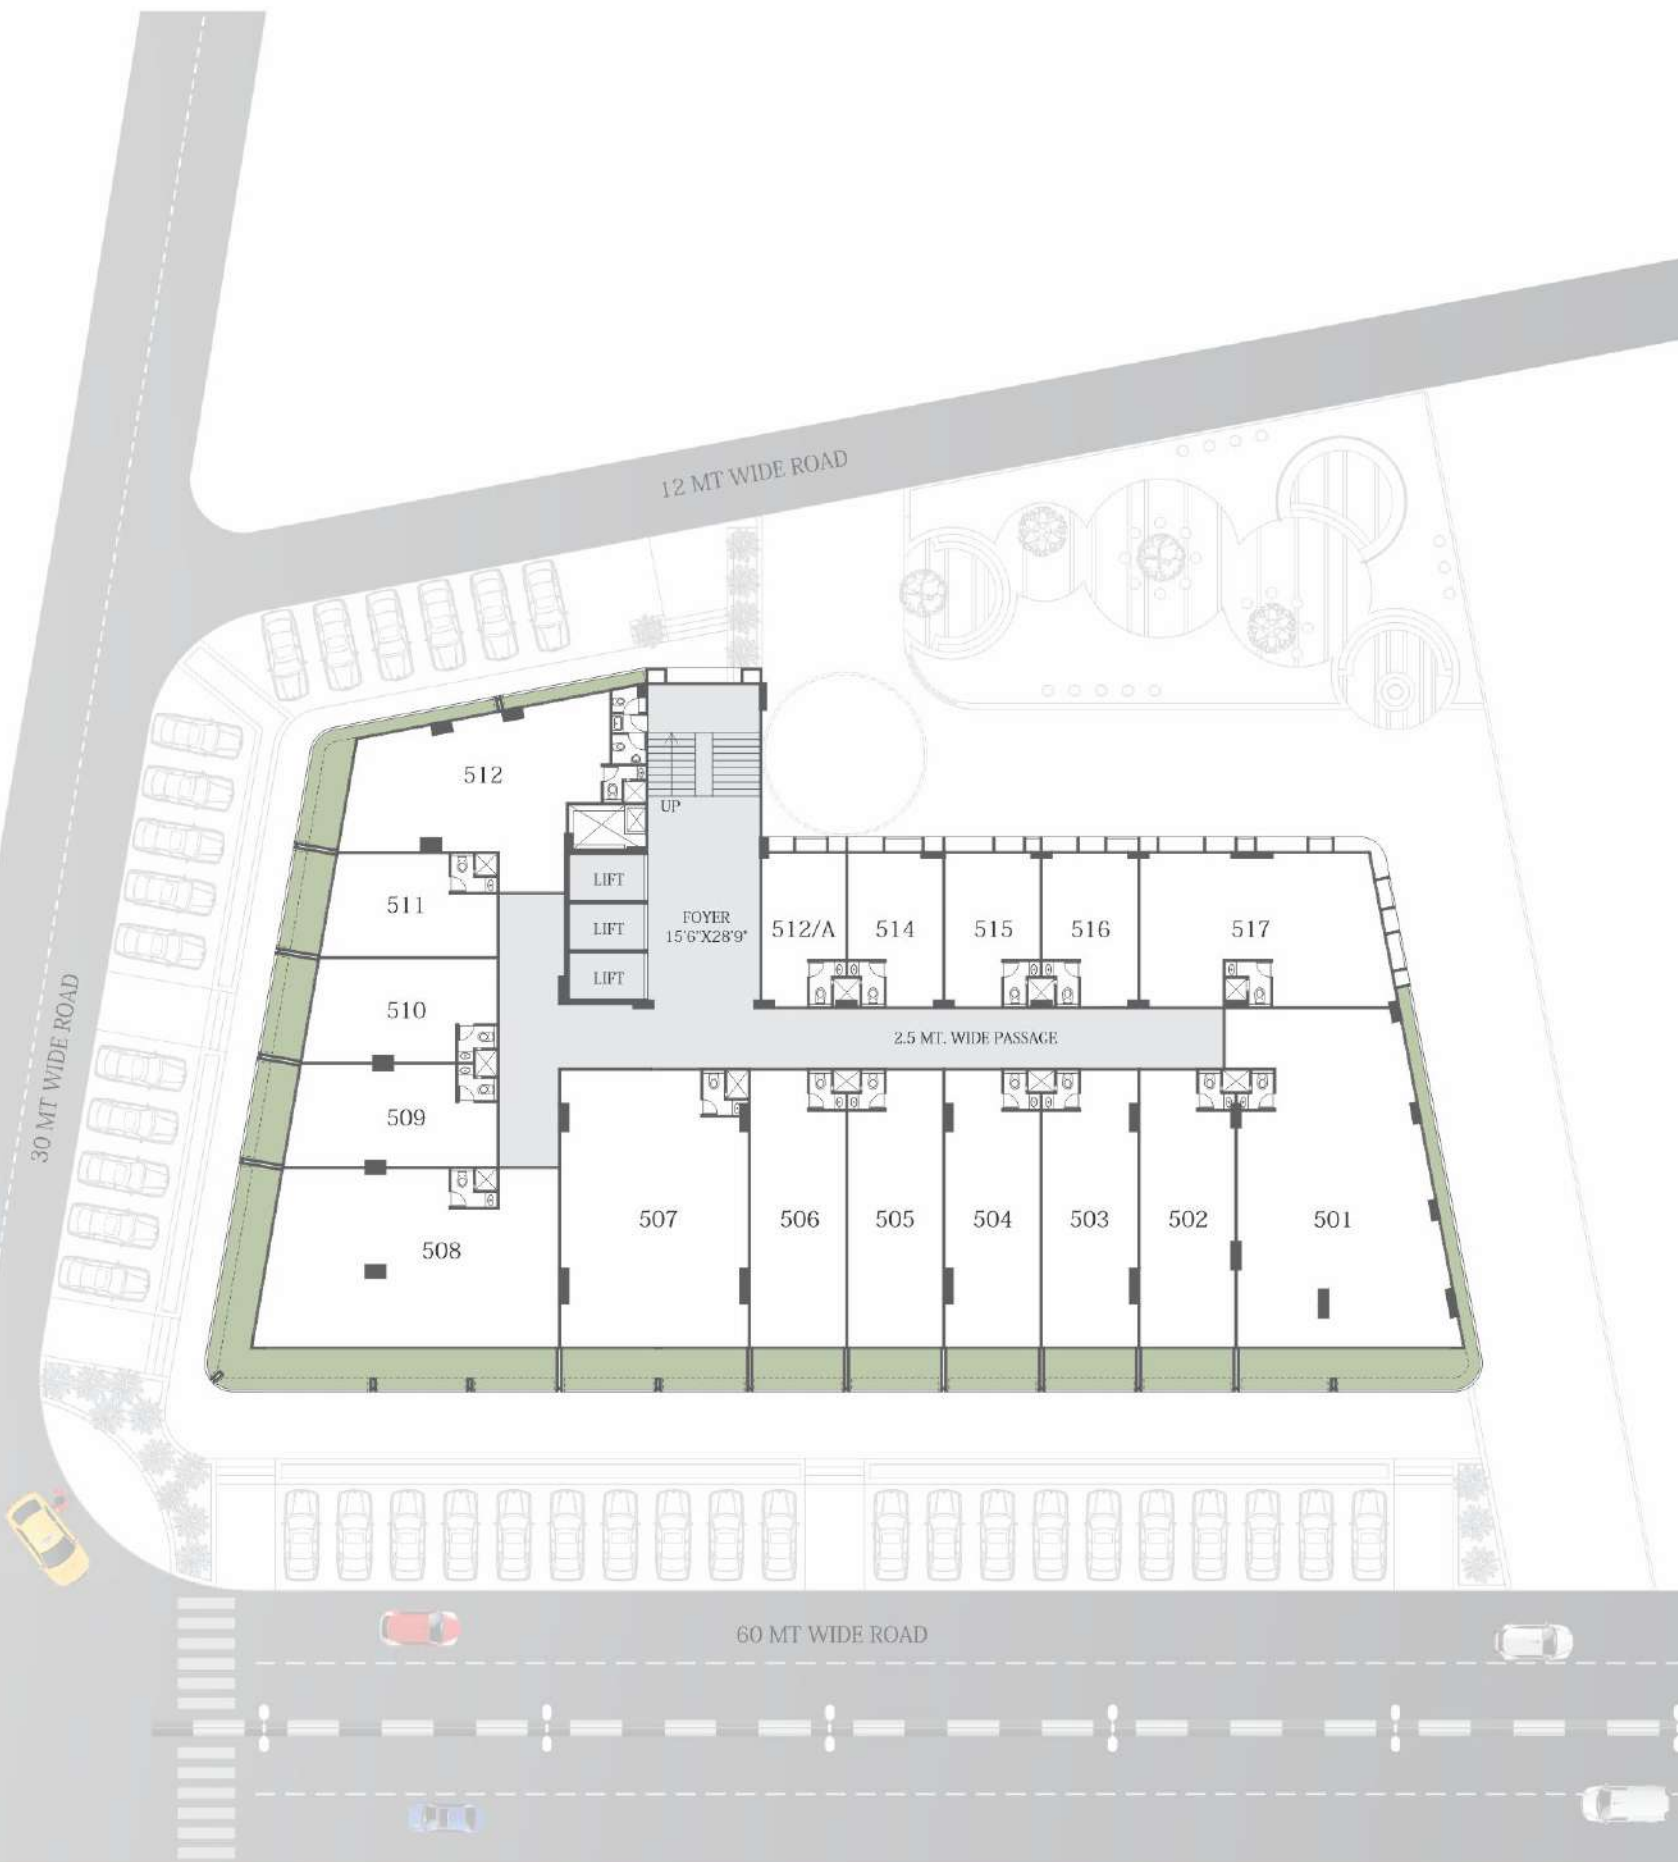 12 MT WIDE ROAD
512
UP
LIFT
511
FOYER
15'6"X28'9"
LIFT
512/A
514
515
516
517
LIFT
510
30 MT WIDE ROAD
2.5 MT. WIDE PASSAGE
509
507
506
505
504
503
502
501
508
60 MT WIDE ROAD